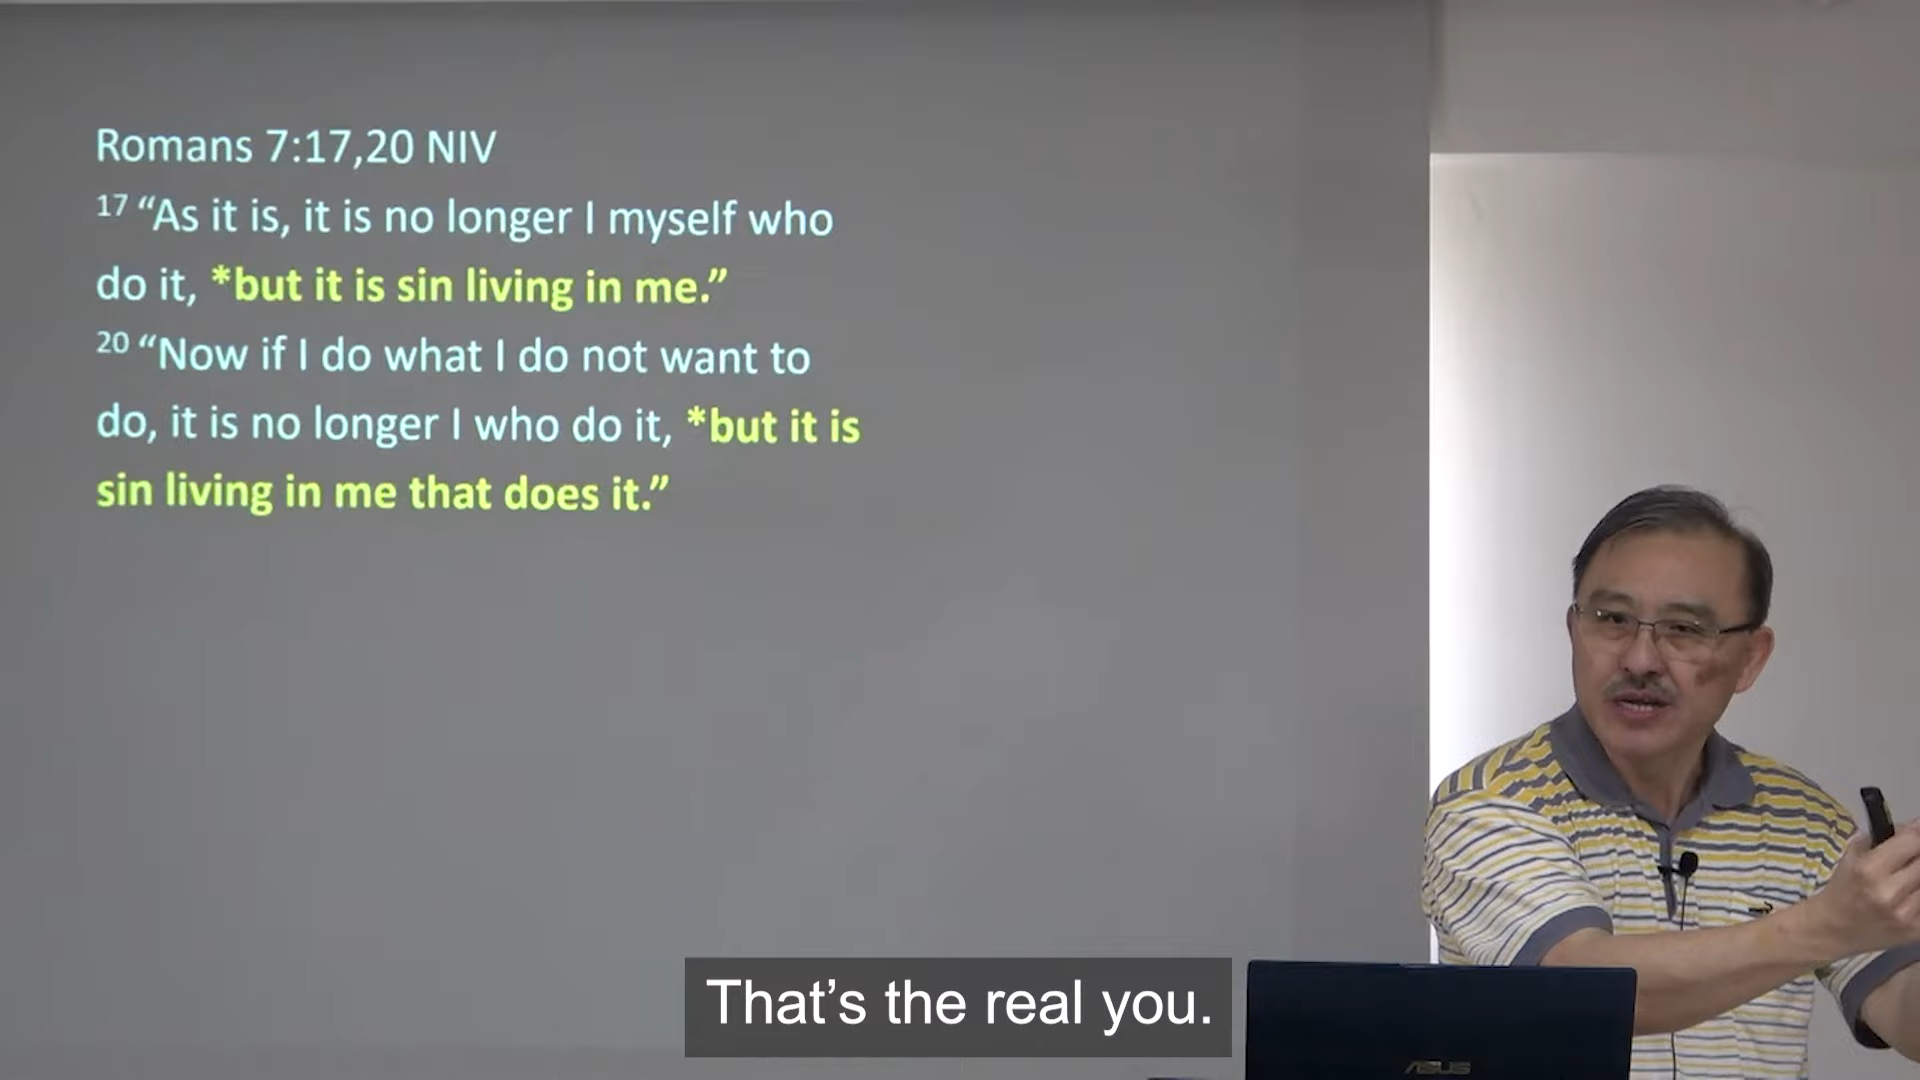 Romans 7:17,20 NIV
17 “As it is, it is no longer I myself who
do it, *but it is sin living in me.”
20 “Now if I do what I do not want to
do, it is no longer I who do it, *but it is
sin living in me that does it.”
That’s the real you.
ASUS